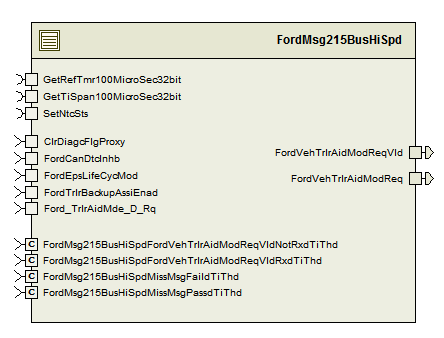 FordMsg215BusHiSpd
GetRefTmr100MicroSec32bit
GetTiSpan100MicroSec32bit
SetNtcSts
ClrDiagcFlgProxy
FordCanDtcInhb
FordEpsLifeCycMod
FordTrlrBackupAssiEnad
Ford_TrlrAidMde_D_Rq
FordVehTrlrAidModReqVld
FordVehTrlrAidModReq
C FordMsg215BusHiSpdFordVehTrlrAidModReqVldNotRxdTiThd
C FordMsg215BusHiSpdFordVehTrlrAidModReqVldRxdTiThd
C FordMsg215BusHiSpdMissMsgFaildTiThd
C FordMsg215BusHiSpdMissMsgPassdTiThd